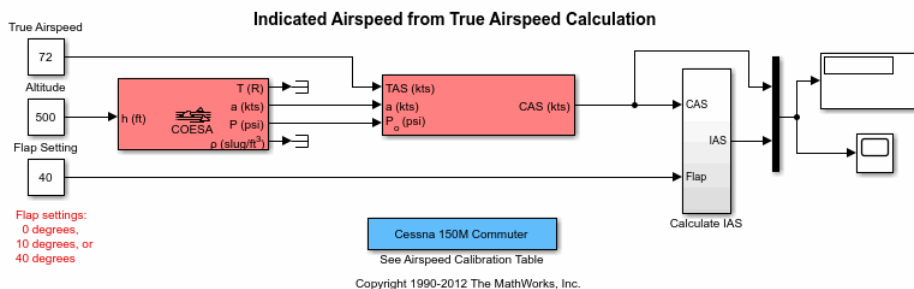 Indicated Airspeed from True Airspeed Calculation
True Airspeed
72
Altitude
500
Flap Setting
40
Flap settings:
0 degrees,
10 degrees, or
40 degrees
h (ft)
COESA
T (R)
a (kts)
P (psi)
ρ (slug/ft³)
TAS (kts)
a (kts)
P₀ (psi)
CAS (kts)
CAS
IAS
Flap
Calculate IAS
Cessna 150M Commuter
See Airspeed Calibration Table
Copyright 1990-2012 The MathWorks, Inc.